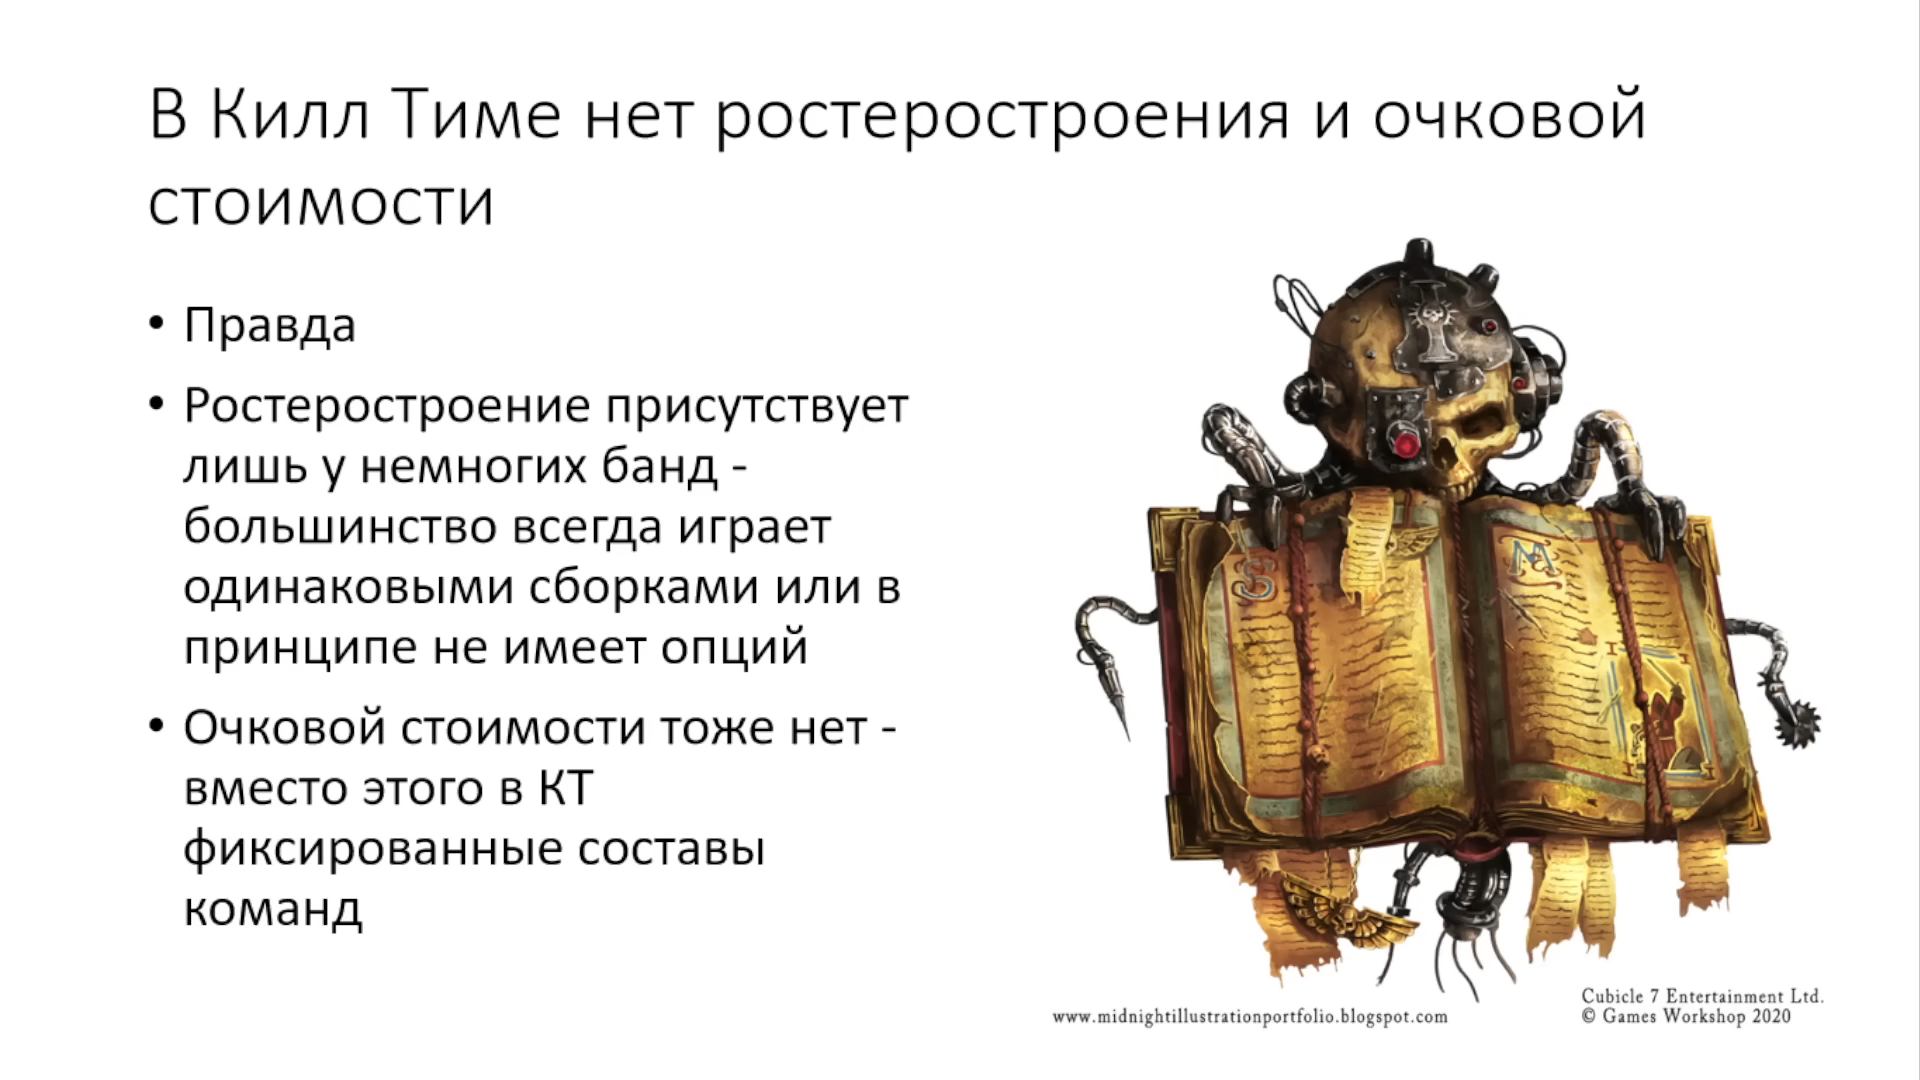 В Килл Тиме нет ростеростроения и очковой
стоимости
• Правда
• Ростеростроение присутствует
лишь у немногих банд -
большинство всегда играет
одинаковыми сборками или в
принципе не имеет опций
• Очковой стоимости тоже нет -
вместо этого в КТ
фиксированные составы
команд
S
M
www.midnightillustrationportfolio.blogspot.com
Cubicle 7 Entertainment Ltd.
© Games Workshop 2020